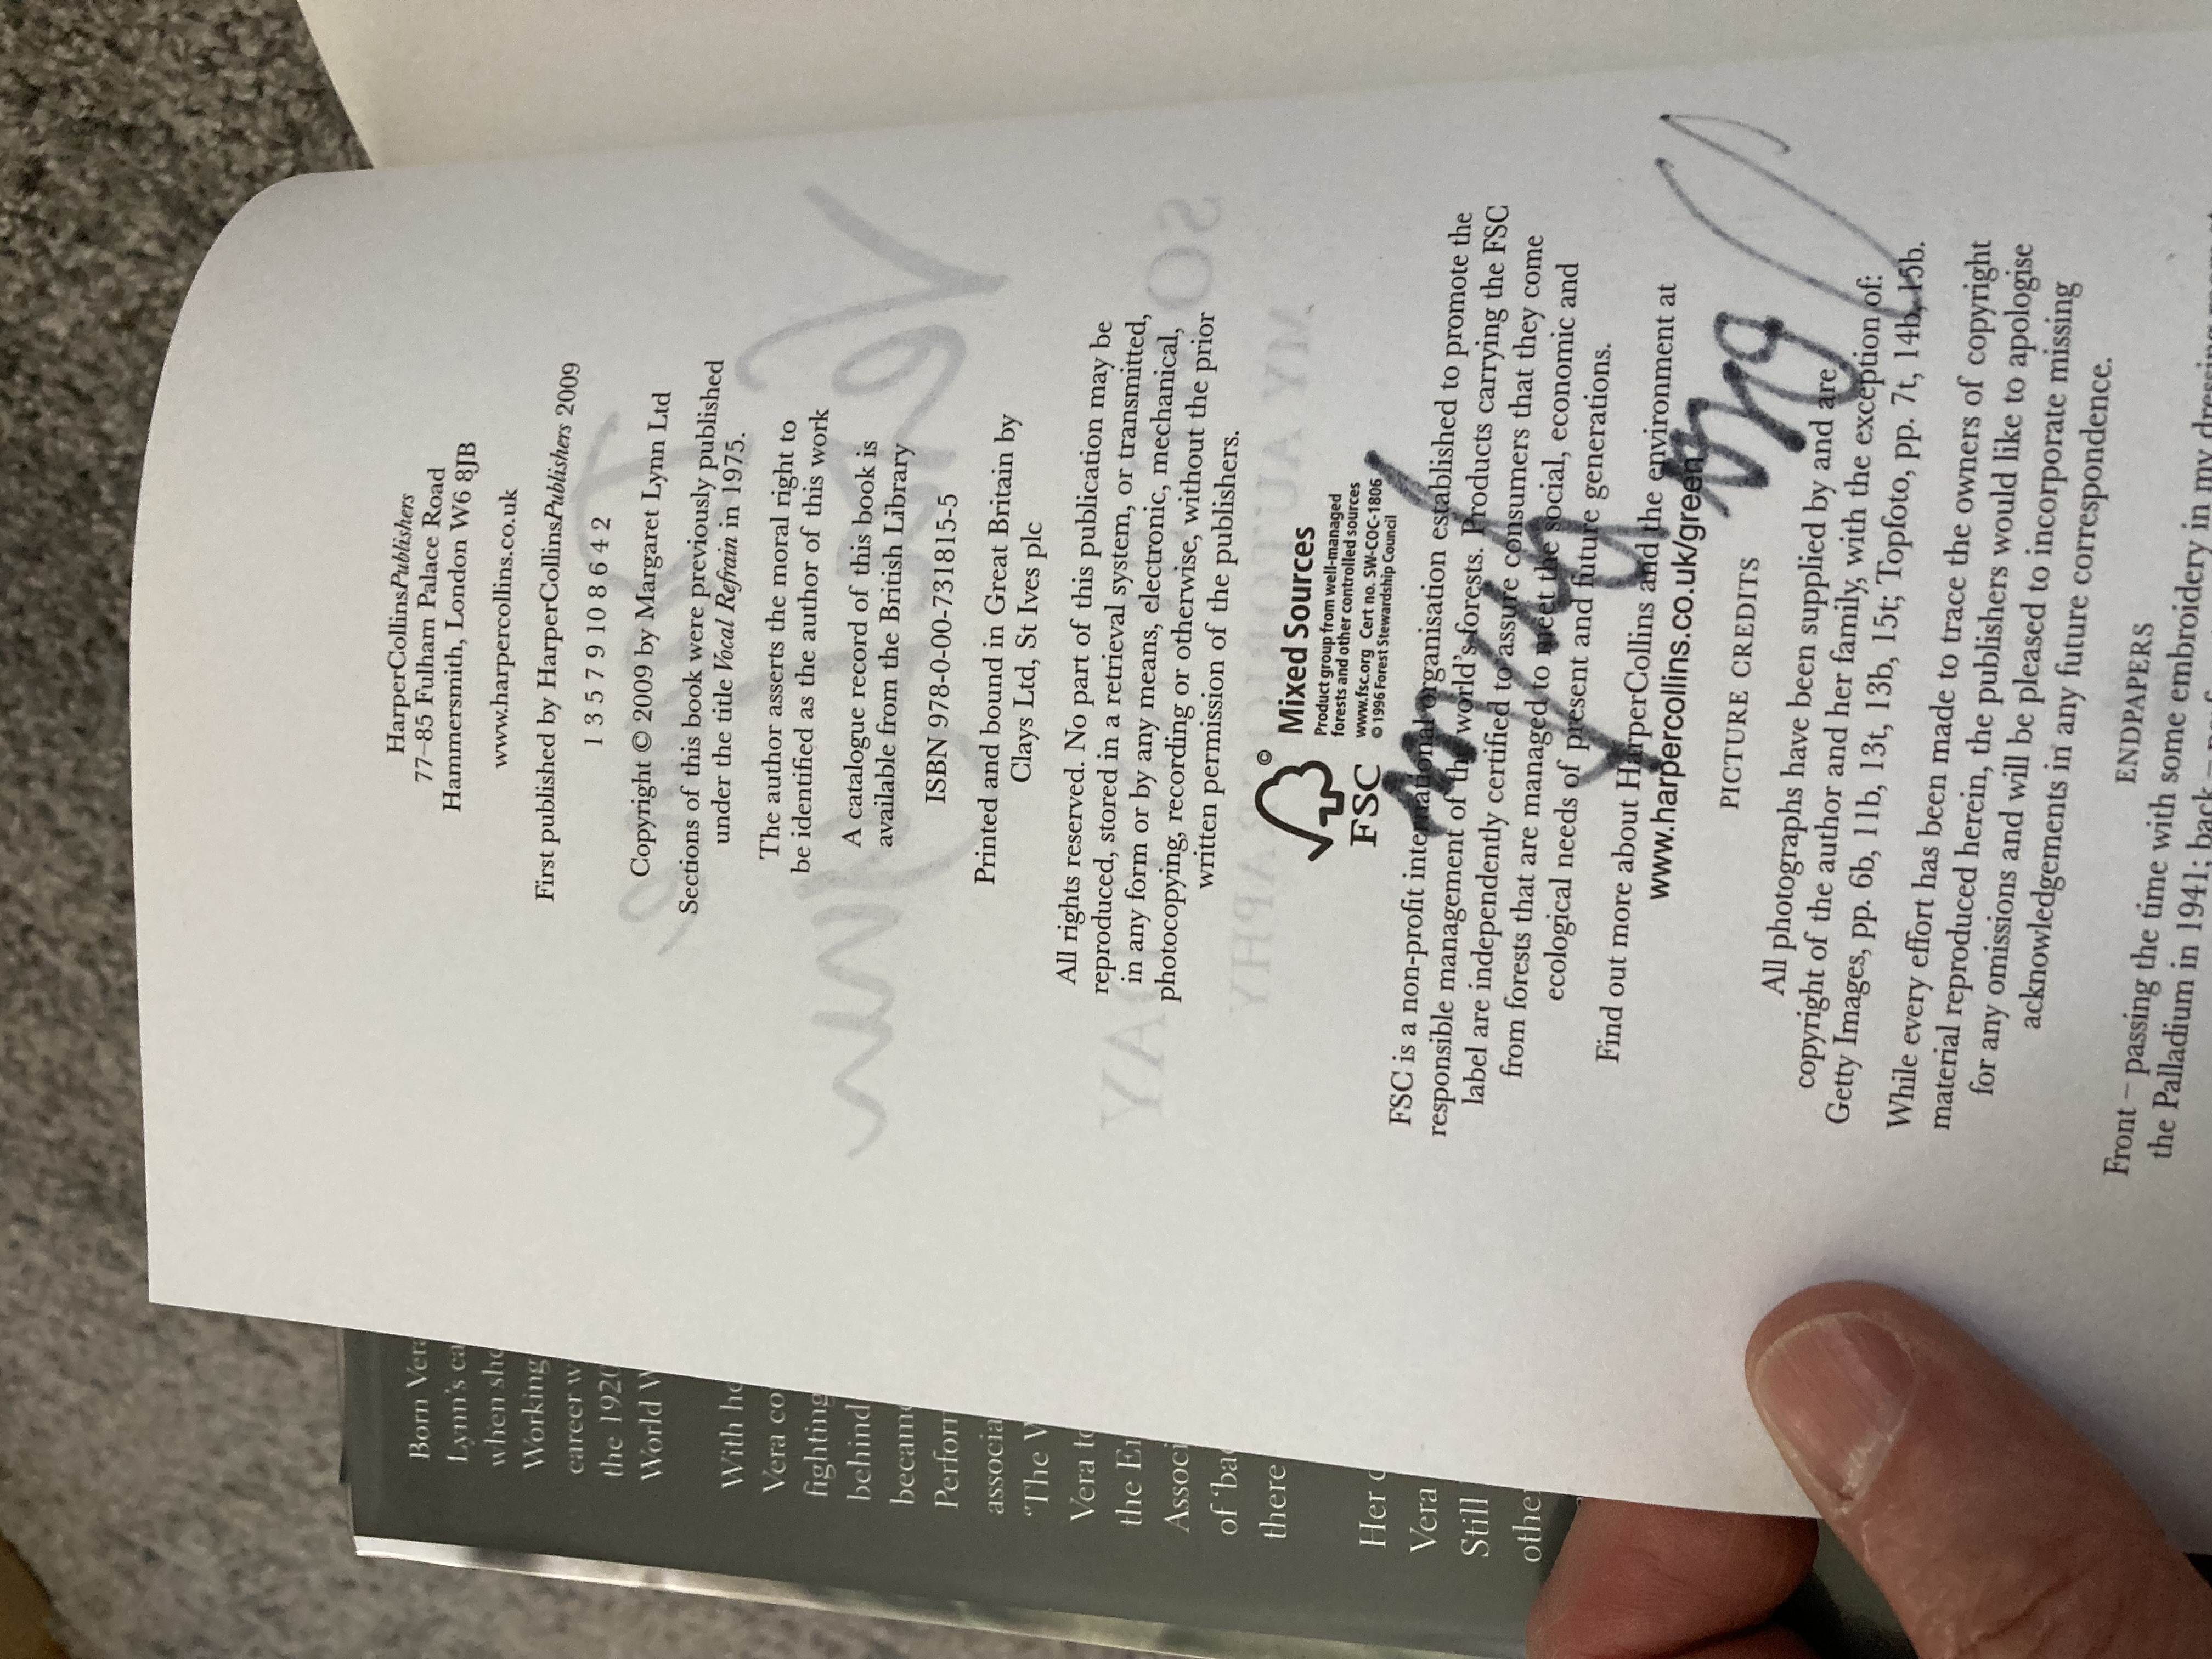 HarperCollinsPublishers
77–85 Fulham Palace Road
Hammersmith, London W6 8JB
www.harpercollins.co.uk
First published by HarperCollinsPublishers 2009
1 3 5 7 9 10 8 6 4 2
Copyright © 2009 by Margaret Lynn Ltd
Sections of this book were previously published
under the title Vocal Refrain in 1975.
The author asserts the moral right to
be identified as the author of this work
A catalogue record of this book is
available from the British Library
ISBN 978-0-00-731815-5
Printed and bound in Great Britain by
Clays Ltd, St Ives plc
All rights reserved. No part of this publication may be
reproduced, stored in a retrieval system, or transmitted,
in any form or by any means, electronic, mechanical,
photocopying, recording or otherwise, without the prior
written permission of the publishers.
FSC
©
Mixed Sources
Product group from well-managed
forests and other controlled sources
www.fsc.org Cert no. SW-COC-1806
© 1996 Forest Stewardship Council
FSC is a non-profit international organisation established to promote the
responsible management of the world's forests. Products carrying the FSC
label are independently certified to assure consumers that they come
from forests that are managed to meet the social, economic and
ecological needs of present and future generations.
Find out more about HarperCollins and the environment at
www.harpercollins.co.uk/green
PICTURE CREDITS
All photographs have been supplied by and are
copyright of the author and her family, with the exception of:
Getty Images, pp. 6b, 11b, 13t, 13b, 15t; Topfoto, pp. 7t, 14b, 15b.
While every effort has been made to trace the owners of copyright
material reproduced herein, the publishers would like to apologise
for any omissions and will be pleased to incorporate missing
acknowledgements in any future correspondence.
ENDPAPERS
Front – passing the time with some embroidery in my dressing
the Palladium in 1941; back
Born
Lynn's
when
Working
career
the
World
With
Vera
fighting
behind
The
Vera
the
of
there
Her
Vera
Still